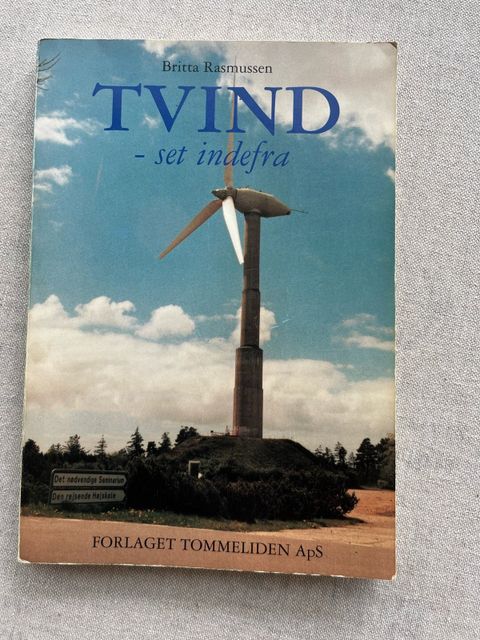 Britta Rasmussen
TVIND
- set indefra
Det nødvendige Seminarium
Den rejsende Højskole
FORLAGET TOMMELIDEN ApS